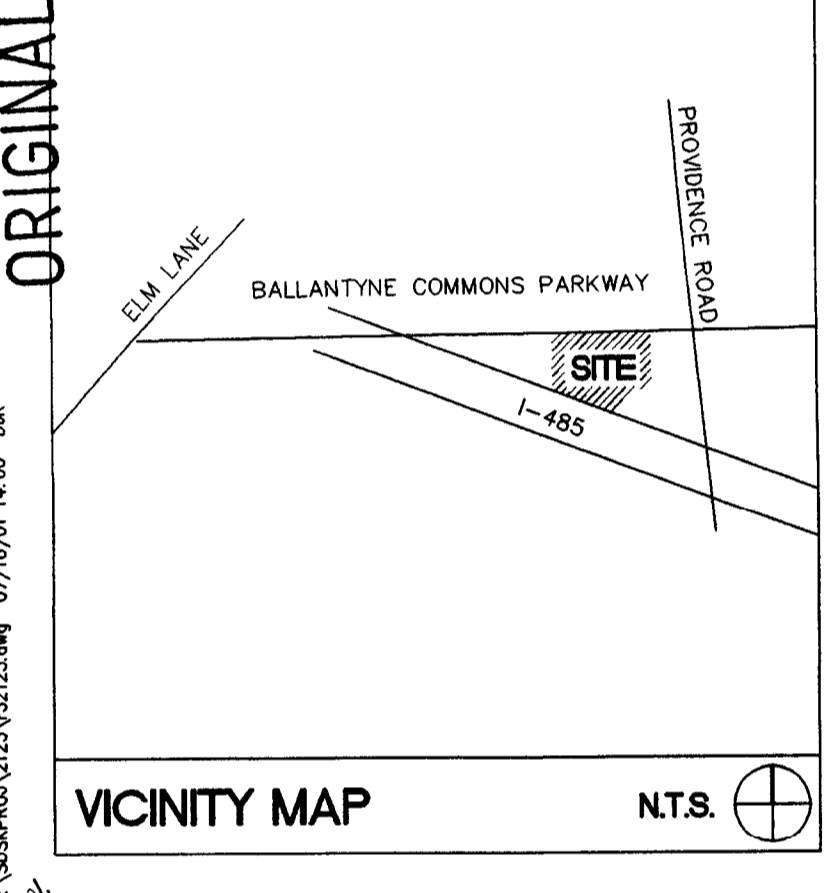 ORIGINAL
PROVIDENCE ROAD
ELM LANE
BALLANTYNE COMMONS PARKWAY
SITE
I-485
VICINITY MAP
N.T.S.